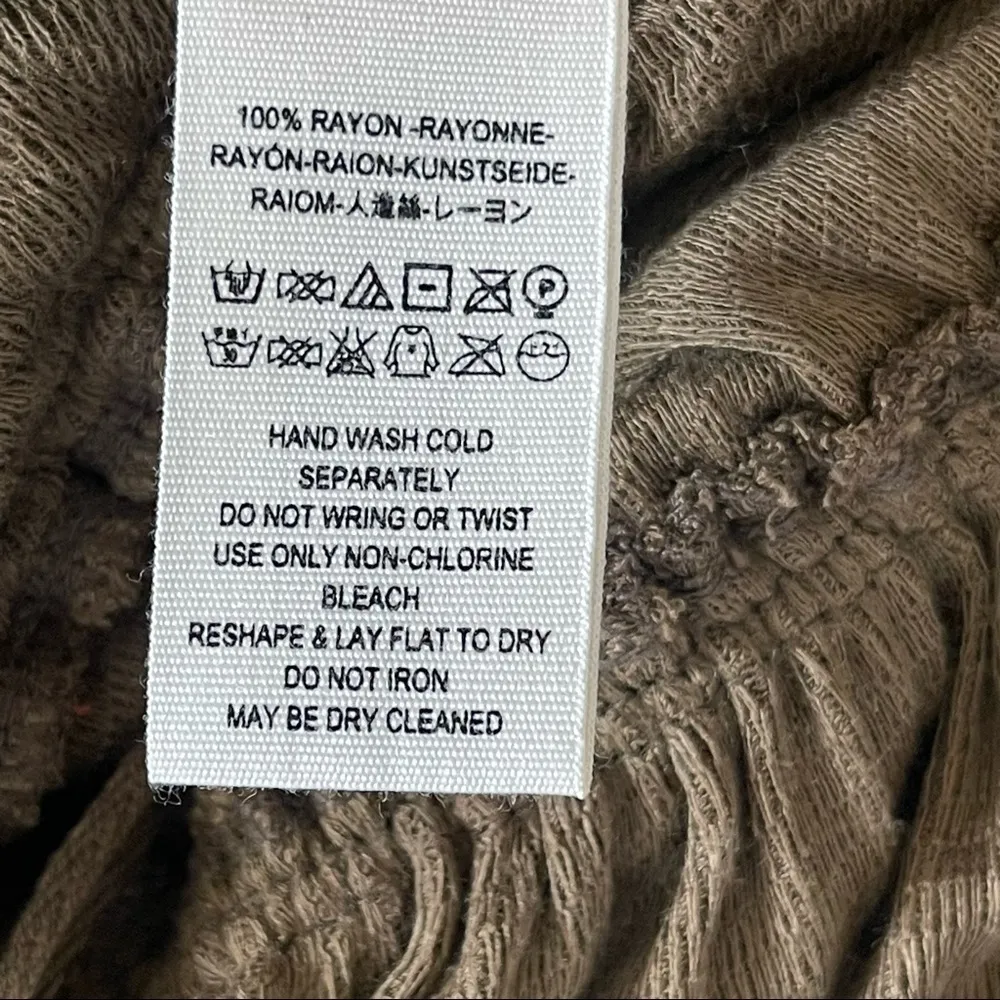 100% RAYON -RAYONNE-
RAYÓN-RAION-KUNSTSEIDE-
RAIOM-人造絲-レーヨン
P
HAND WASH COLD
SEPARATELY
DO NOT WRING OR TWIST
USE ONLY NON-CHLORINE
BLEACH
RESHAPE & LAY FLAT TO DRY
DO NOT IRON
MAY BE DRY CLEANED